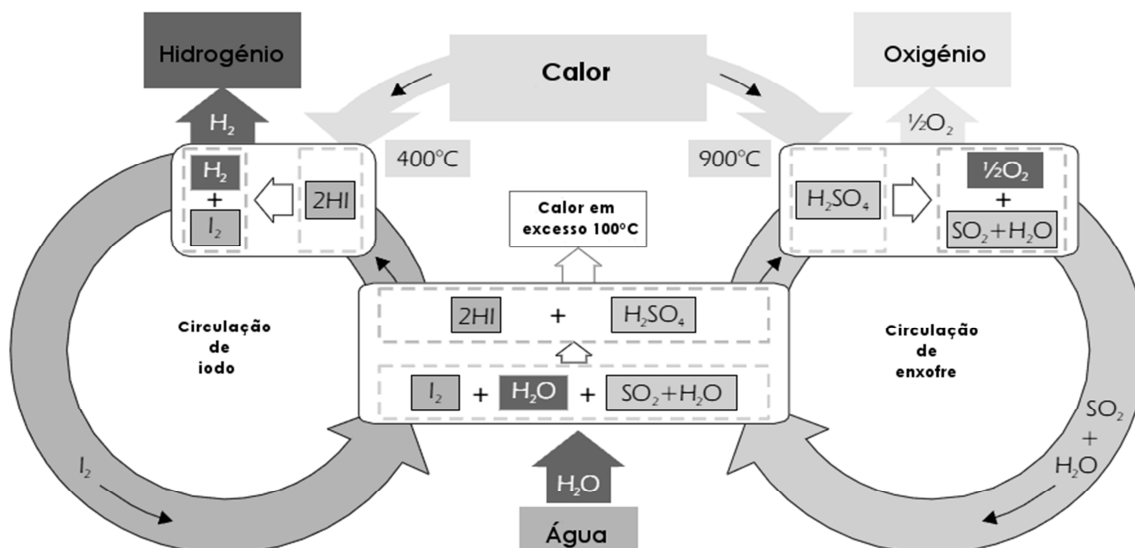 Hidrogénio
Calor
Oxigénio
H₂
½O₂
400°C
900°C
H₂
+
I₂
2HI
H₂SO₄
½O₂
+
SO₂+H₂O
Calor em
excesso 100°C
2HI + H₂SO₄
I₂ + H₂O + SO₂+H₂O
Circulação
de
iodo
Circulação
de
enxofre
I₂
SO₂
+
H₂O
H₂O
Água